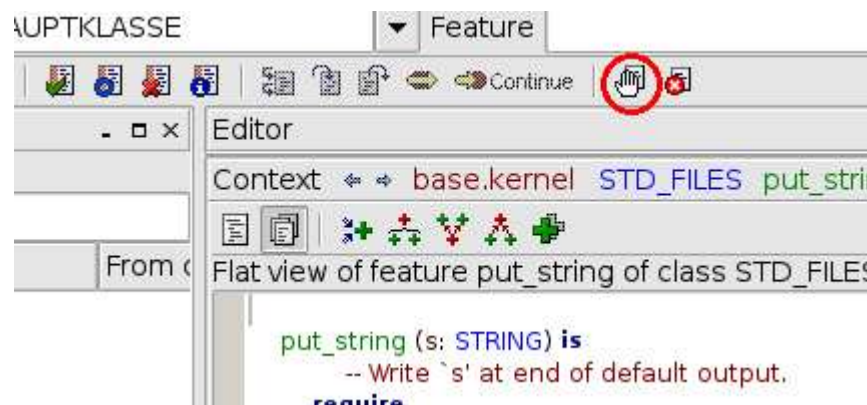 AUPTKLASSE Feature
Continue
Editor
Context base.kernel STD_FILES put_stri
From
Flat view of feature put_string of class STD_FILES
put_string (s: STRING) is
-- Write `s' at end of default output.
require